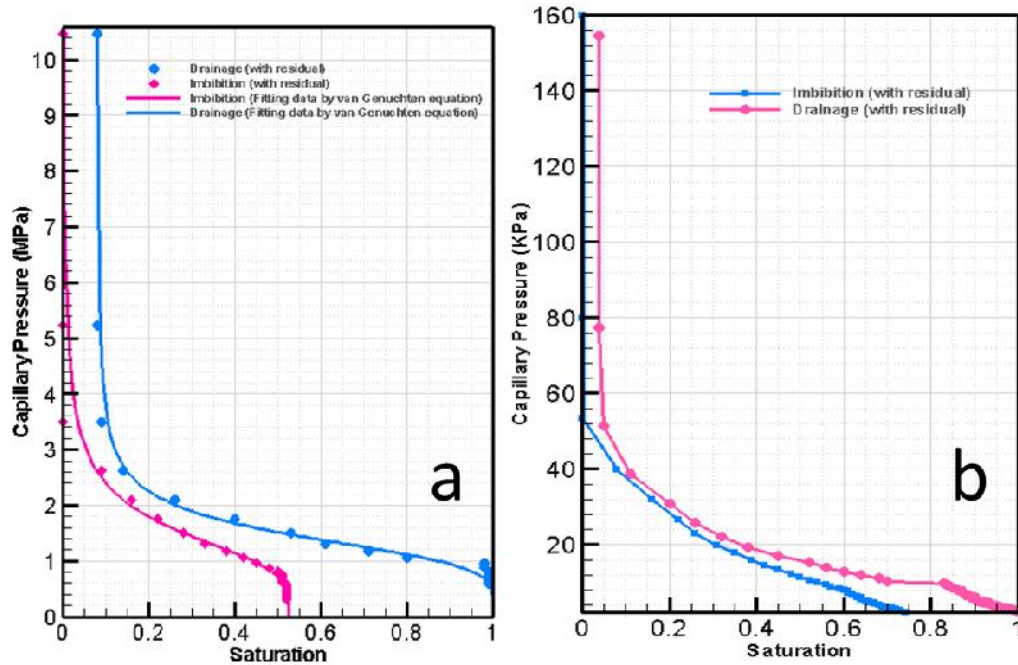 10
9
8
7
6
5
4
3
2
1
0
Capillary Pressure (MPa)
Drainage (with residual)
Imbibition (with residual)
Imbibition (Fitting data by van Genuchten equation)
Drainage (Fitting data by van Genuchten equation)
a
0 0.2 0.4 0.6 0.8 1
Saturation
160
140
120
100
80
60
40
20
Capillary Pressure (KPa)
Imbibition (with residual)
Drainage (with residual)
b
0 0.2 0.4 0.6 0.8 1
Saturation